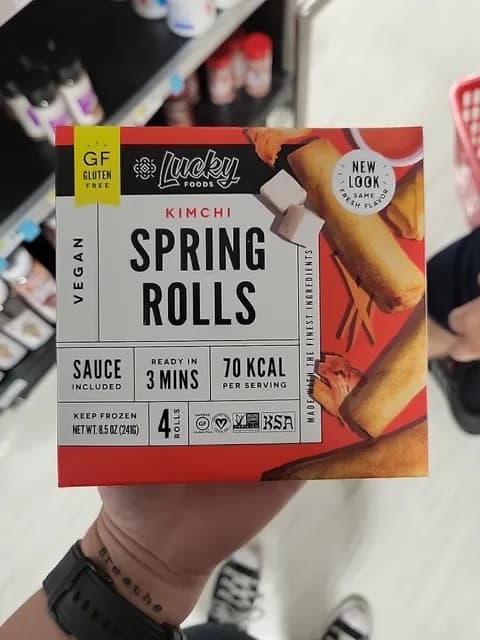 GF
GLUTEN
FREE
Lucky
FOODS
NEW
LOOK
SAME
FRESH FLAVOR
KIMCHI
SPRING
ROLLS
VEGAN
MADE WITH THE FINEST INGREDIENTS
SAUCE
INCLUDED
READY IN
3 MINS
70 KCAL
PER SERVING
KEEP FROZEN
NET WT. 8.5 OZ (241G)
4
ROLLS
GF
KSA
Breathe